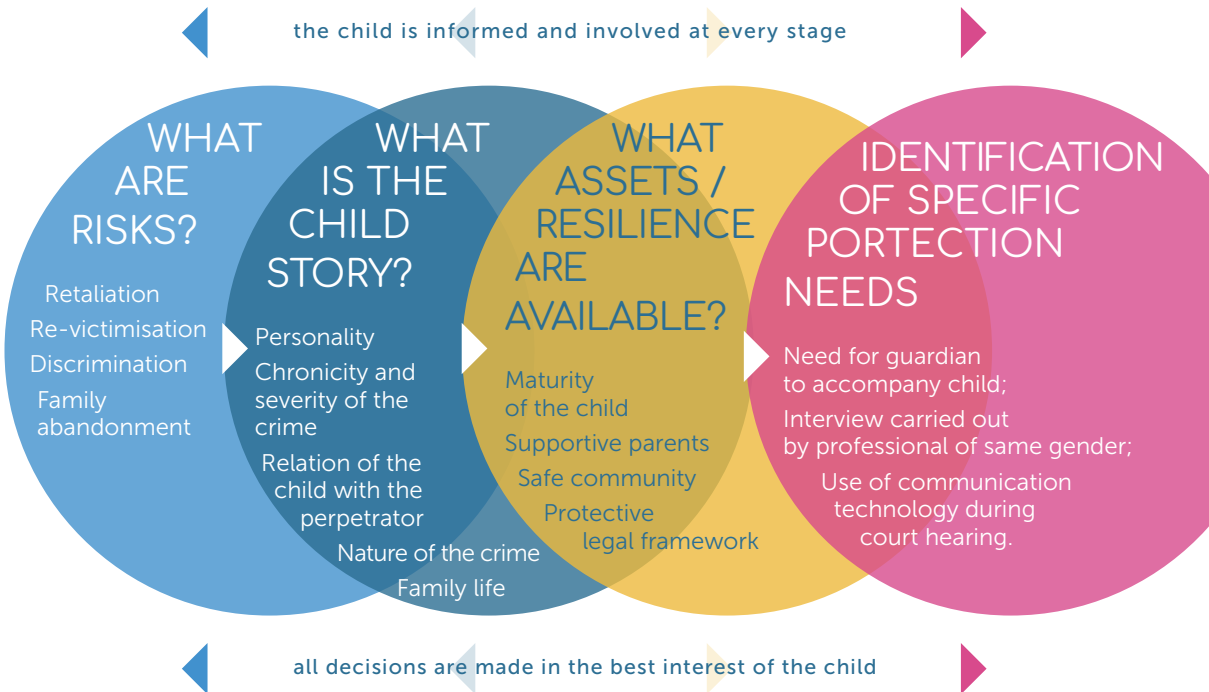 the child is informed and involved at every stage
WHAT
ARE
RISKS?
Retaliation
Re-victimisation
Discrimination
Family
abandonment
WHAT
IS THE
CHILD
STORY?
Personality
Chronicity and
severity of the
crime
Relation of the
child with the
perpetrator
Nature of the crime
Family life
WHAT
ASSETS /
RESILIENCE
ARE
AVAILABLE?
Maturity
of the child
Supportive parents
Safe community
Protective
legal framework
IDENTIFICATION
OF SPECIFIC
PORTECTION
NEEDS
Need for guardian
to accompany child;
Interview carried out
by professional of same gender;
Use of communication
technology during
court hearing.
all decisions are made in the best interest of the child